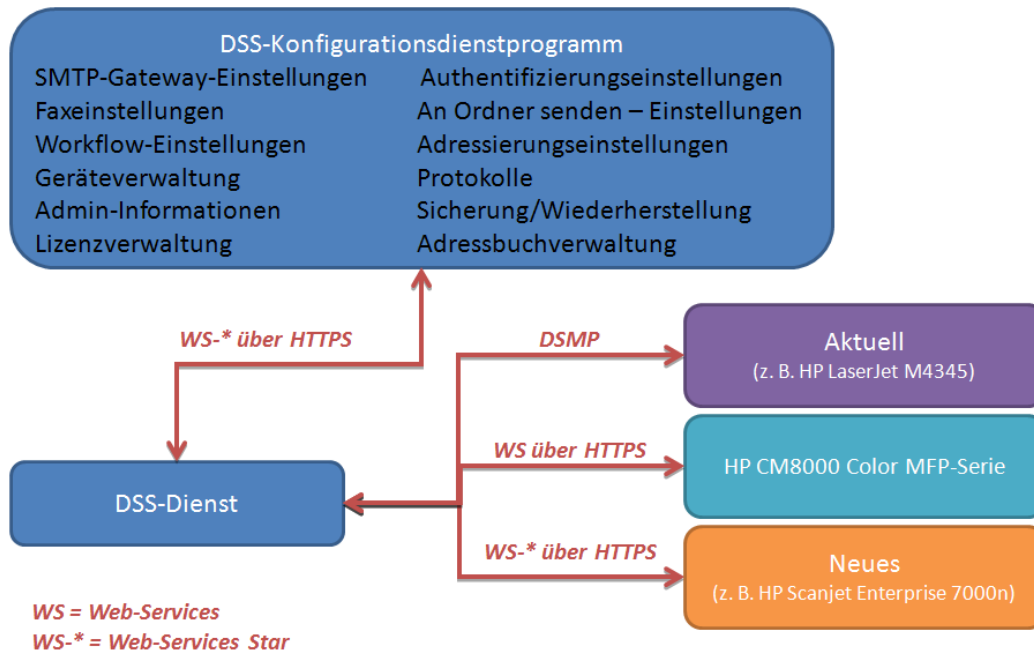 DSS-Konfigurationsdienstprogramm
SMTP-Gateway-Einstellungen
Faxeinstellungen
Workflow-Einstellungen
Geräteverwaltung
Admin-Informationen
Lizenzverwaltung
Authentifizierungseinstellungen
An Ordner senden – Einstellungen
Adressierungseinstellungen
Protokolle
Sicherung/Wiederherstellung
Adressbuchverwaltung
WS-* über HTTPS
DSMP
Aktuell
(z. B. HP LaserJet M4345)
WS über HTTPS
HP CM8000 Color MFP-Serie
DSS-Dienst
WS-* über HTTPS
Neues
(z. B. HP Scanjet Enterprise 7000n)
WS = Web-Services
WS-* = Web-Services Star